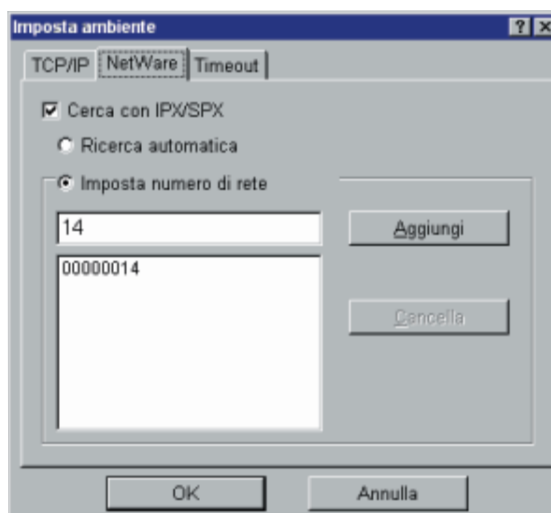 Imposta ambiente
TCP/IP NetWare Timeout
Cerca con IPX/SPX
Ricerca automatica
Imposta numero di rete
14 Aggiungi
00000014
Cancella
OK Annulla